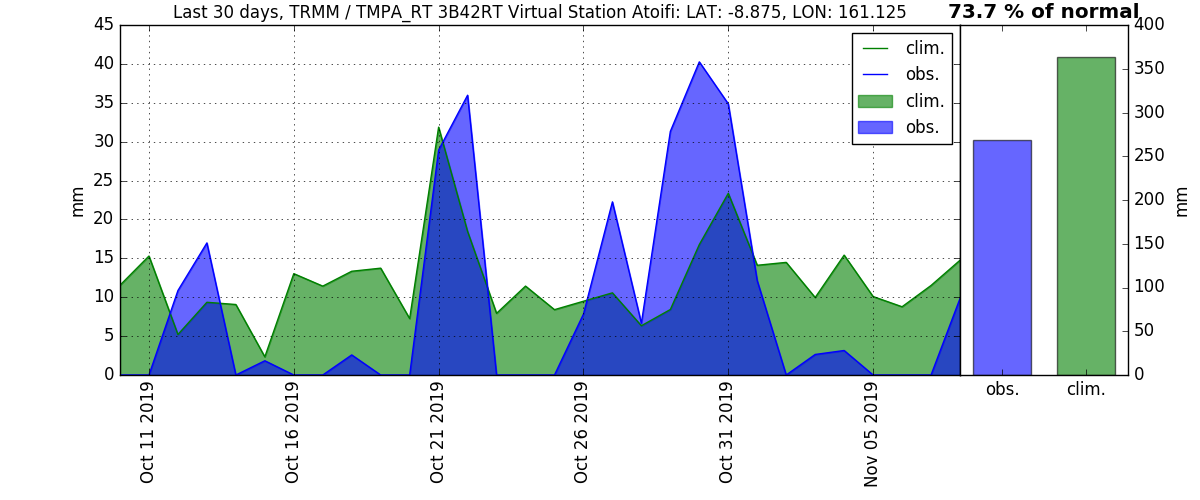 Last 30 days, TRMM / TMPA_RT 3B42RT Virtual Station Atoifi: LAT: -8.875, LON: 161.125
73.7 % of normal
45
40
35
30
25
20
15
10
5
0
mm
clim.
obs.
clim.
obs.
400
350
300
250
200
150
100
50
0
mm
Oct 11 2019
Oct 16 2019
Oct 21 2019
Oct 26 2019
Oct 31 2019
Nov 05 2019
obs.
clim.